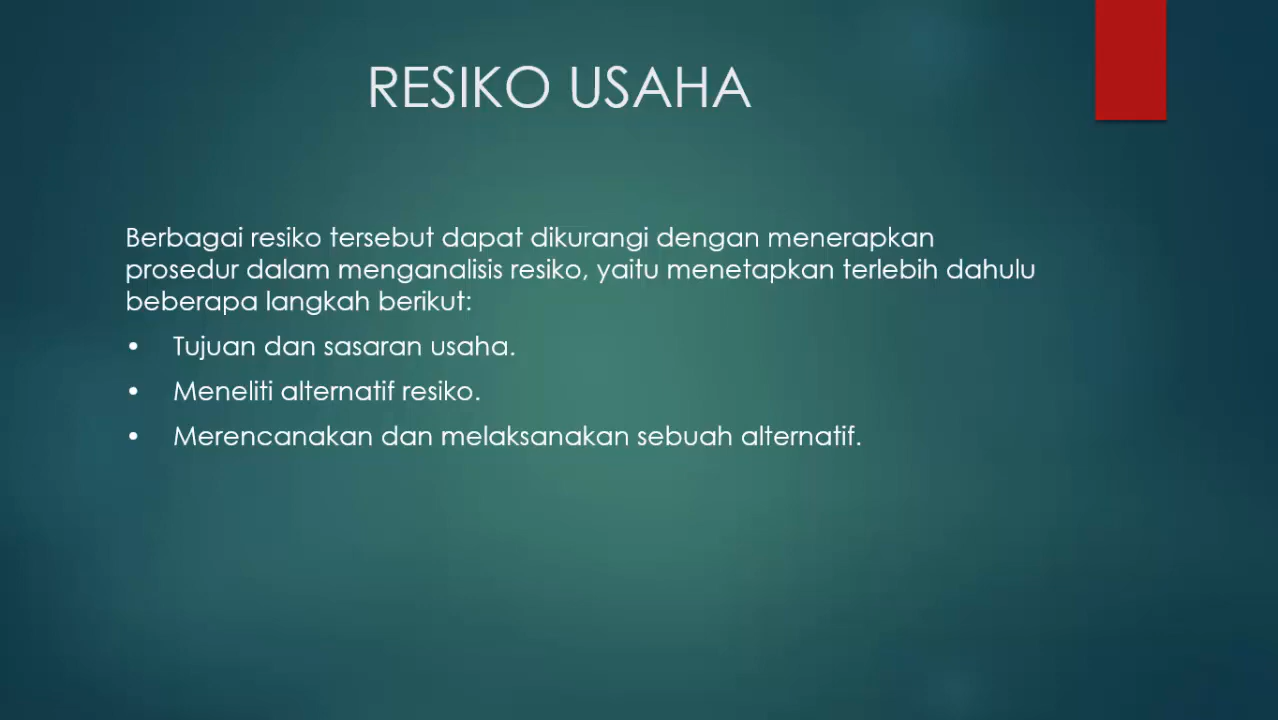 RESIKO USAHA
Berbagai resiko tersebut dapat dikurangi dengan menerapkan
prosedur dalam menganalisis resiko, yaitu menetapkan terlebih dahulu
beberapa langkah berikut:
• Tujuan dan sasaran usaha.
• Meneliti alternatif resiko.
• Merencanakan dan melaksanakan sebuah alternatif.